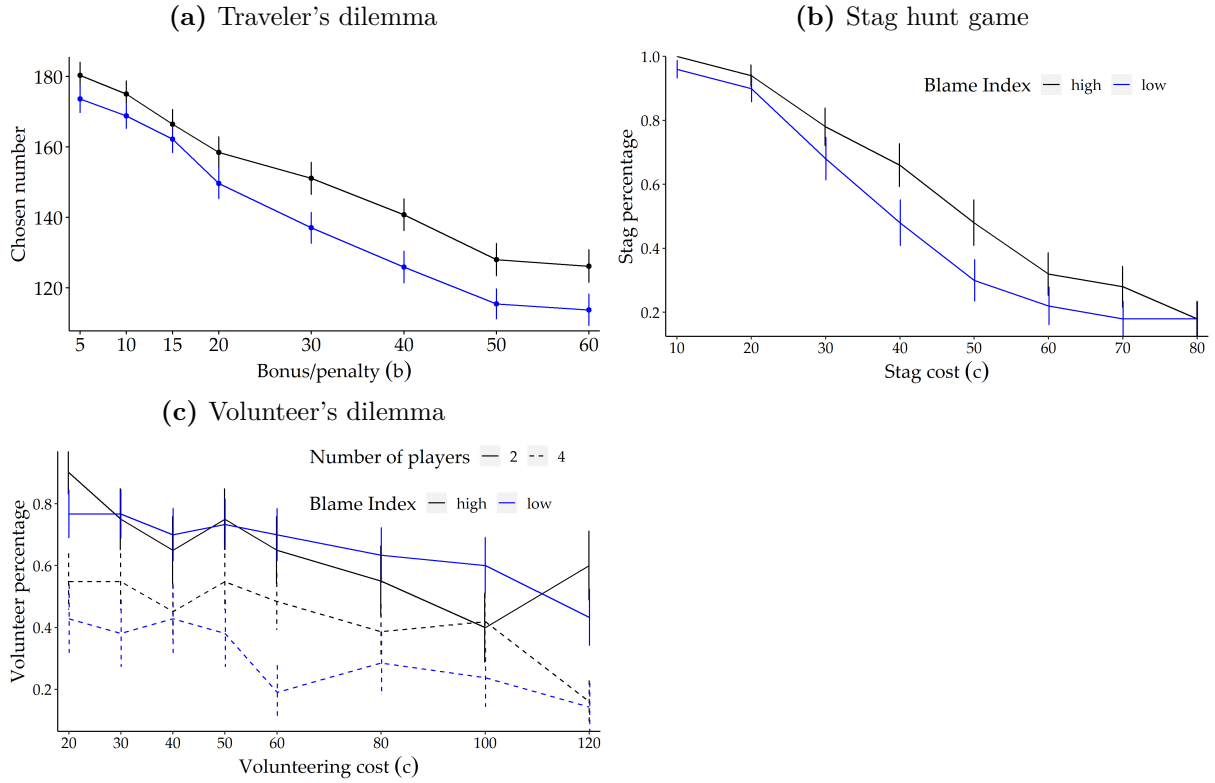 (a) Traveler's dilemma
180
160
140
120
Chosen number
5 10 15 20 30 40 50 60
Bonus/penalty (b)
(b) Stag hunt game
1.0
0.8
0.6
0.4
0.2
Stag percentage
Blame Index high low
10 20 30 40 50 60 70 80
Stag cost (c)
(c) Volunteer's dilemma
Number of players 2 4
Blame Index high low
0.8
0.6
0.4
0.2
Volunteer percentage
20 30 40 50 60 80 100 120
Volunteering cost (c)